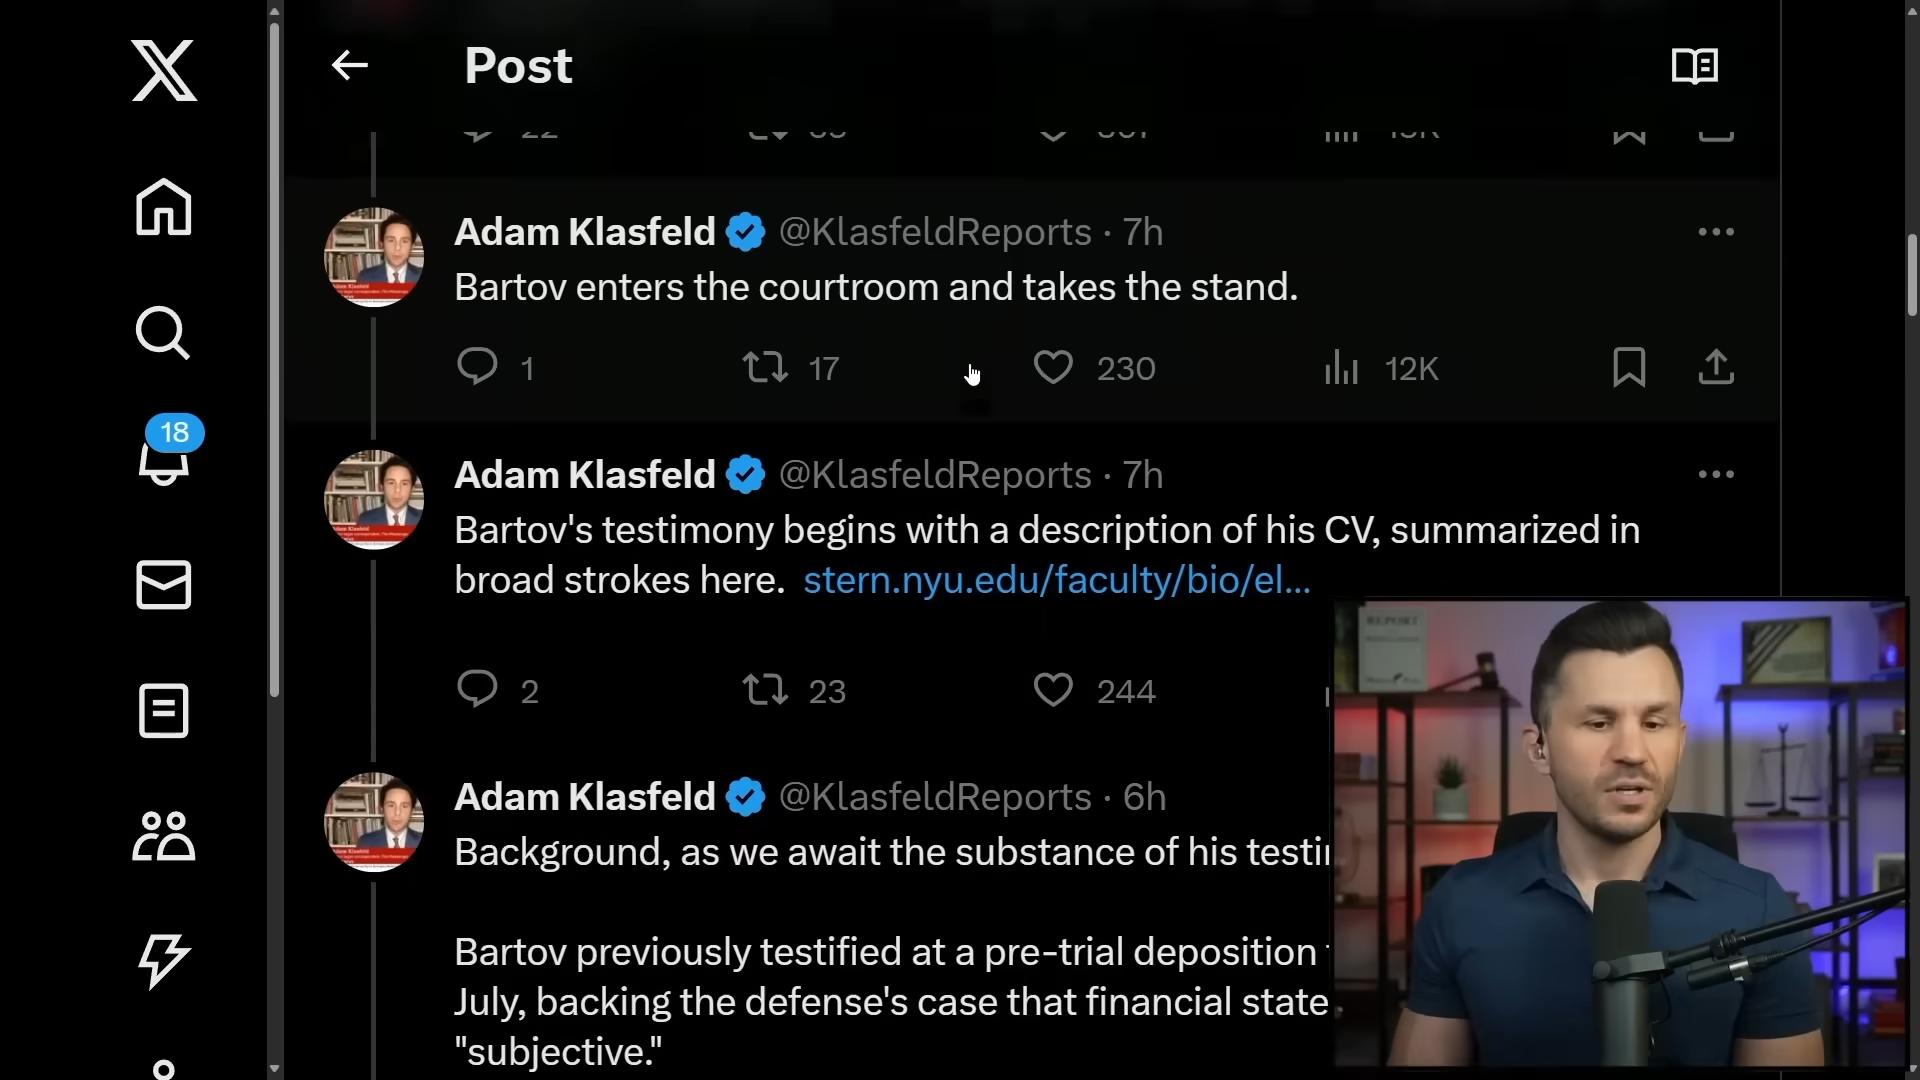 Post
22
13K
Adam Klasfeld @KlasfeldReports · 7h
Bartov enters the courtroom and takes the stand.
1 17 230 12K
18
Adam Klasfeld @KlasfeldReports · 7h
Bartov's testimony begins with a description of his CV, summarized in
broad strokes here. stern.nyu.edu/faculty/bio/el...
2 23 244
REPORT
Adam Klasfeld @KlasfeldReports · 6h
Background, as we await the substance of his
Bartov previously testified at a pre-trial deposition
July, backing the defense's case that financial state
"subjective."